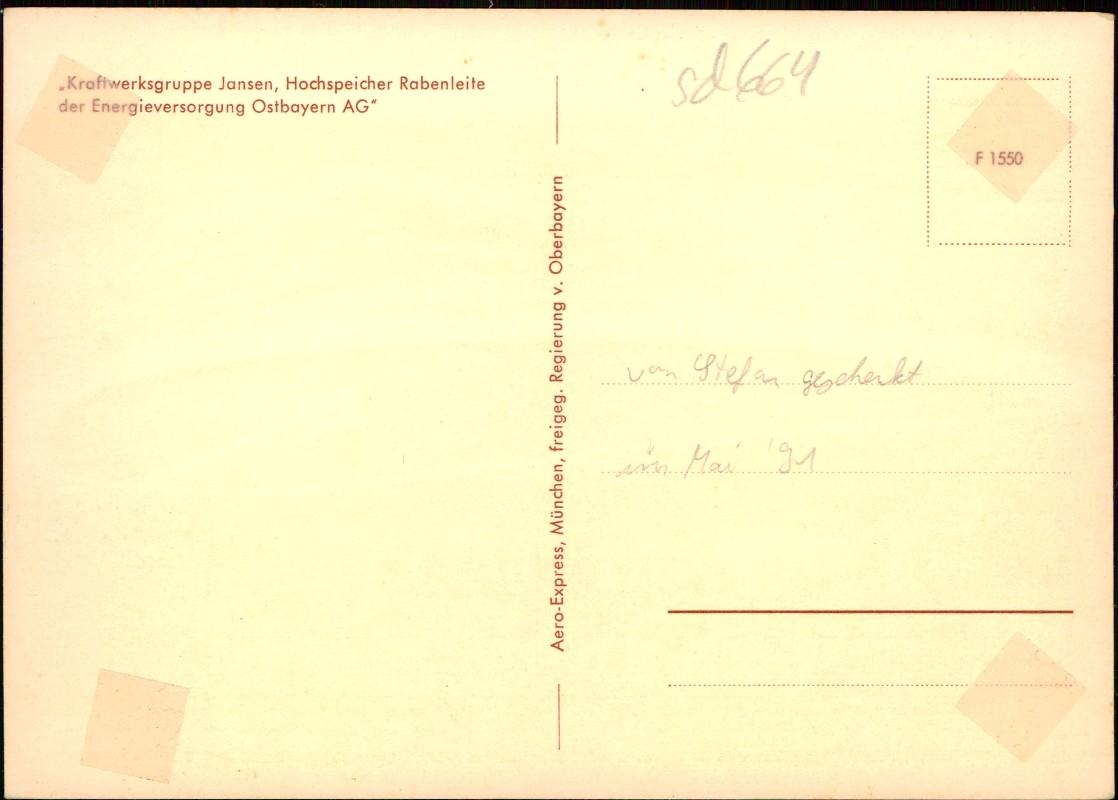 „Kraftwerksgruppe Jansen, Hochspeicher Rabenleite
der Energieversorgung Ostbayern AG“
sd664
F 1550
Aero-Express, München, freigeg. Regierung v. Oberbayern
von Stefan geschenkt
im Mai '91